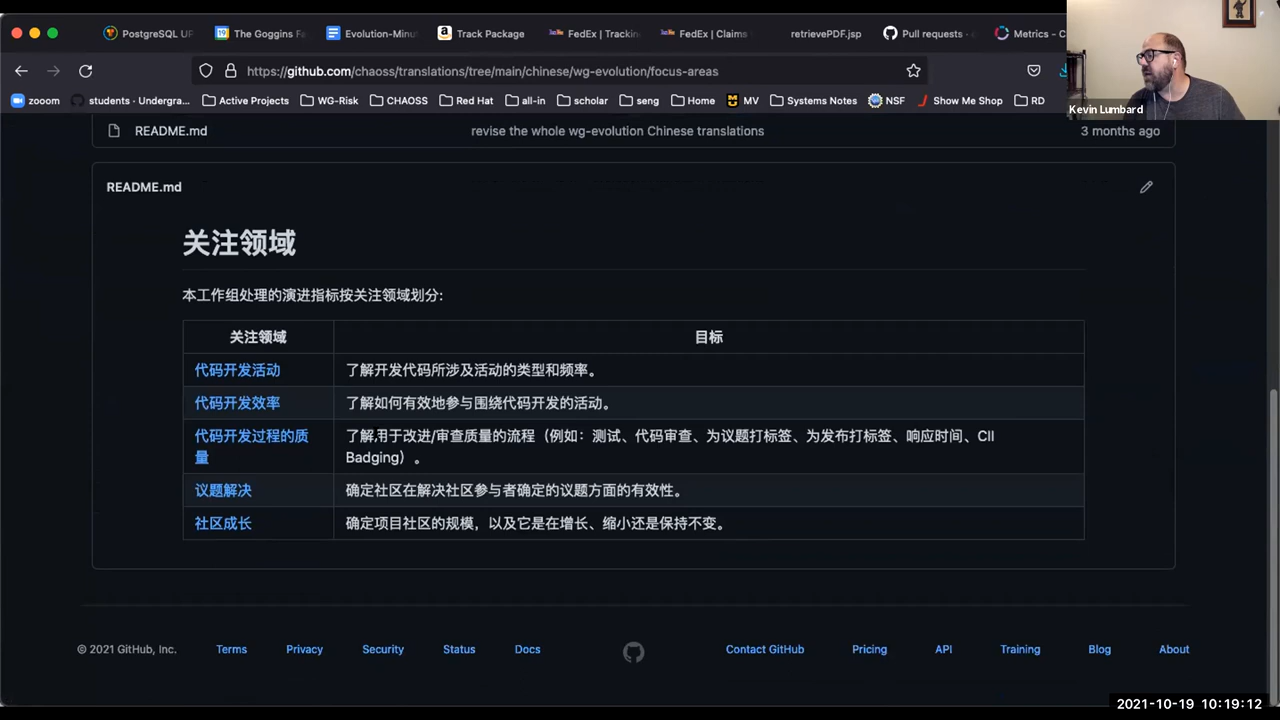 PostgreSQL UP
The Goggins Fa
Evolution-Minu
Track Package
FedEx | Trackin
FedEx | Claims
retrievePDF.jsp
Pull requests ·
Metrics – C
https://github.com/chaoss/translations/tree/main/chinese/wg-evolution/focus-areas
zooom
students · Undergra...
Active Projects
WG-Risk
CHAOSS
Red Hat
all-in
scholar
seng
Home
MV
Systems Notes
NSF
Show Me Shop
RD
Kevin Lumbard
README.md
revise the whole wg-evolution Chinese translations
3 months ago
README.md
关注领域
本工作组处理的演进指标按关注领域划分:
关注领域 目标
代码开发活动 了解开发代码所涉及活动的类型和频率。
代码开发效率 了解如何有效地参与围绕代码开发的活动。
代码开发过程的质 了解用于改进/审查质量的流程（例如：测试、代码审查、为议题打标签、为发布打标签、响应时间、CII
量 Badging）。
议题解决 确定社区在解决社区参与者确定的议题方面的有效性。
社区成长 确定项目社区的规模，以及它是在增长、缩小还是保持不变。
© 2021 GitHub, Inc.
Terms
Privacy
Security
Status
Docs
Contact GitHub
Pricing
API
Training
Blog
About
2021-10-19 10:19:12